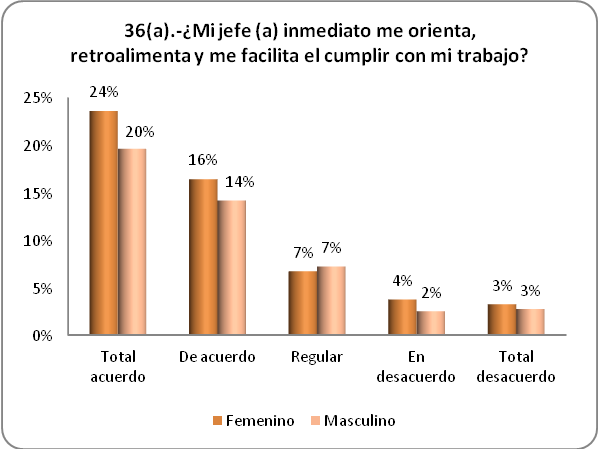 36(a).-¿Mi jefe (a) inmediato me orienta,
retroalimenta y me facilita el cumplir con mi trabajo?
25%
20%
15%
10%
5%
0%
24%
20%
16%
14%
7%
7%
4%
2%
3%
3%
Total
acuerdo
De acuerdo
Regular
En
desacuerdo
Total
desacuerdo
Femenino
Masculino